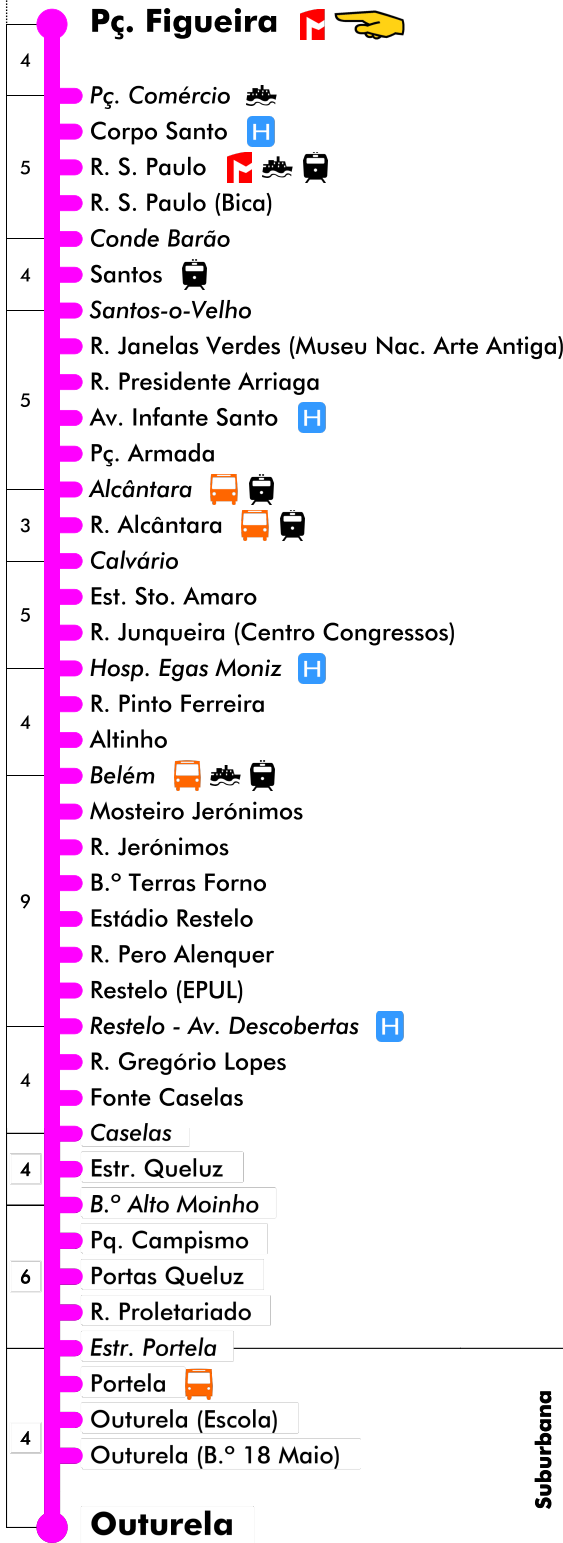 Pç. Figueira
4
Pç. Comércio
Corpo Santo H
5 R. S. Paulo
R. S. Paulo (Bica)
Conde Barão
4 Santos
Santos-o-Velho
R. Janelas Verdes (Museu Nac. Arte Antiga)
R. Presidente Arriaga
5
Av. Infante Santo H
Pç. Armada
Alcântara
3 R. Alcântara
Calvário
Est. Sto. Amaro
5
R. Junqueira (Centro Congressos)
Hosp. Egas Moniz H
R. Pinto Ferreira
4
Altinho
Belém
Mosteiro Jerónimos
R. Jerónimos
B.º Terras Forno
9
Estádio Restelo
R. Pero Alenquer
Restelo (EPUL)
Restelo - Av. Descobertas H
R. Gregório Lopes
4
Fonte Caselas
Caselas
4 Estr. Queluz
B.º Alto Moinho
Pq. Campismo
6 Portas Queluz
R. Proletariado
Estr. Portela
Portela
Outurela (Escola)
4
Outurela (B.º 18 Maio)
Suburbana
Outurela